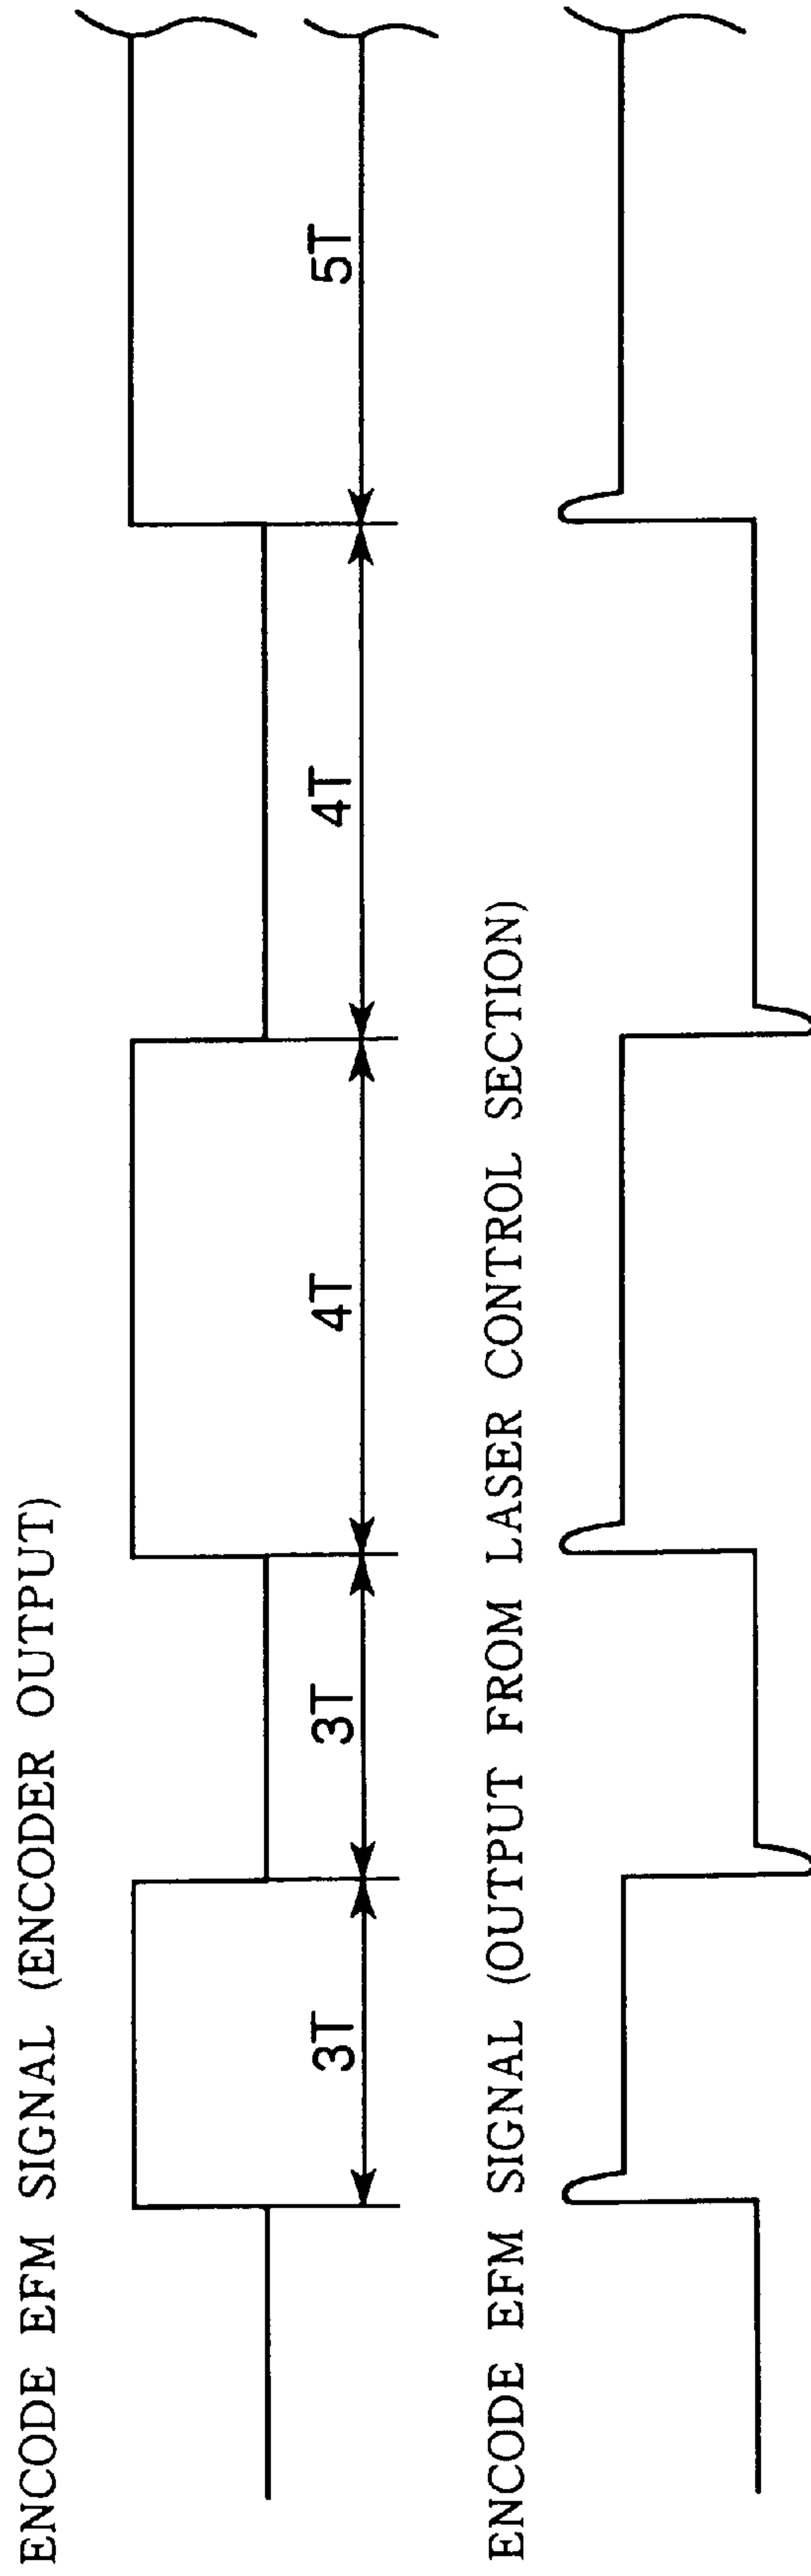 ENCODE EFM SIGNAL (ENCODER OUTPUT)
3T
3T
4T
4T
5T
ENCODE EFM SIGNAL (OUTPUT FROM LASER CONTROL SECTION)